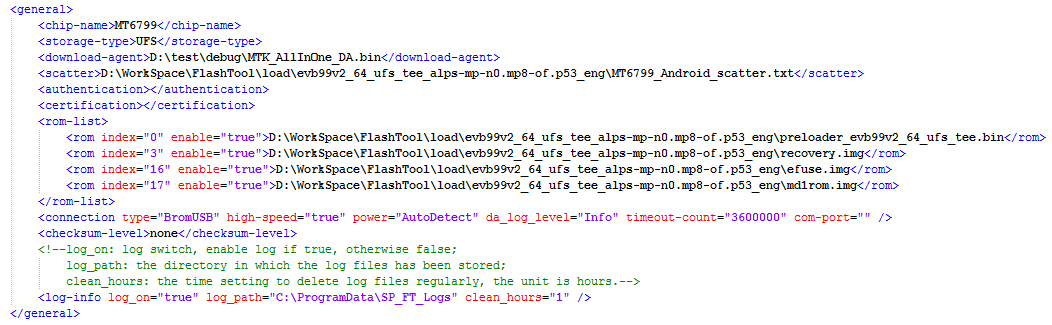 <general>
<chip-name>MT6799</chip-name>
<storage-type>UFS</storage-type>
<download-agent>D:\test\debug\MTK_AllInOne_DA.bin</download-agent>
<scatter>D:\WorkSpace\FlashTool\load\evb99v2_64_ufs_tee_alps-mp-n0.mp8-of.p53_eng\MT6799_Android_scatter.txt</scatter>
<authentication></authentication>
<certification></certification>
<rom-list>
<rom index="0" enable="true">D:\WorkSpace\FlashTool\load\evb99v2_64_ufs_tee_alps-mp-n0.mp8-of.p53_eng\preloader_evb99v2_64_ufs_tee.bin</rom>
<rom index="3" enable="true">D:\WorkSpace\FlashTool\load\evb99v2_64_ufs_tee_alps-mp-n0.mp8-of.p53_eng\recovery.img</rom>
<rom index="16" enable="true">D:\WorkSpace\FlashTool\load\evb99v2_64_ufs_tee_alps-mp-n0.mp8-of.p53_eng\efuse.img</rom>
<rom index="17" enable="true">D:\WorkSpace\FlashTool\load\evb99v2_64_ufs_tee_alps-mp-n0.mp8-of.p53_eng\md1rom.img</rom>
</rom-list>
<connection type="BromUSB" high-speed="true" power="AutoDetect" da_log_level="Info" timeout-count="3600000" com-port="" />
<checksum-level>none</checksum-level>
<!--log_on: log switch, enable log if true, otherwise false;
log_path: the directory in which the log files has been stored;
clean_hours: the time setting to delete log files regularly, the unit is hours.-->
<log-info log_on="true" log_path="C:\ProgramData\SP_FT_Logs" clean_hours="1" />
</general>